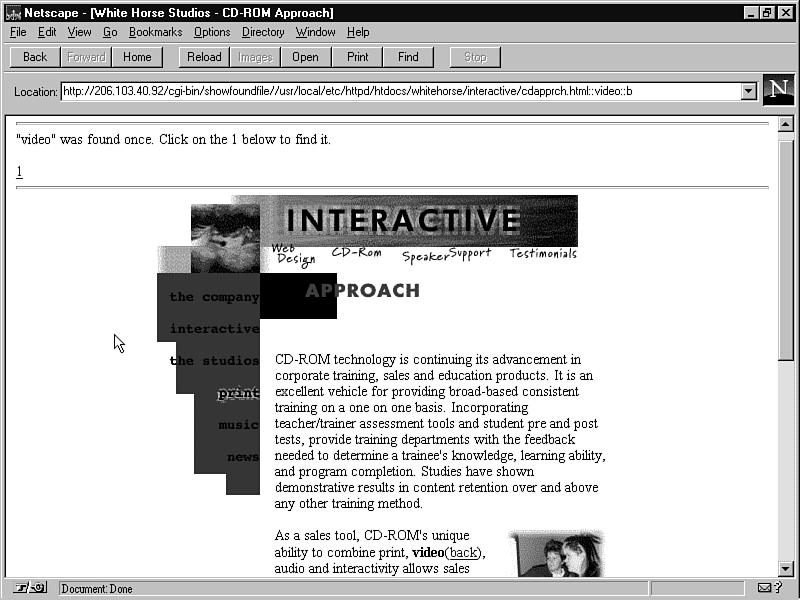 Netscape - [White Horse Studios - CD-ROM Approach]
File Edit View Go Bookmarks Options Directory Window Help
Back Forward Home Reload Images Open Print Find Stop
Location: http://206.103.40.92/cgi-bin/showfoundfile//usr/local/etc/httpd/htdocs/whitehorse/interactive/cdapprch.html::video::b
N
"video" was found once. Click on the 1 below to find it.
1
INTERACTIVE
Web Design CD-Rom Speaker Support Testimonials
APPROACH
the company
interactive
the studios
print
music
news
CD-ROM technology is continuing its advancement in
corporate training, sales and education products. It is an
excellent vehicle for providing broad-based consistent
training on a one on one basis. Incorporating
teacher/trainer assessment tools and student pre and post
tests, provide training departments with the feedback
needed to determine a trainee's knowledge, learning ability,
and program completion. Studies have shown
demonstrative results in content retention over and above
any other training method.
As a sales tool, CD-ROM's unique
ability to combine print, video(back),
audio and interactivity allows sales
Document: Done
?